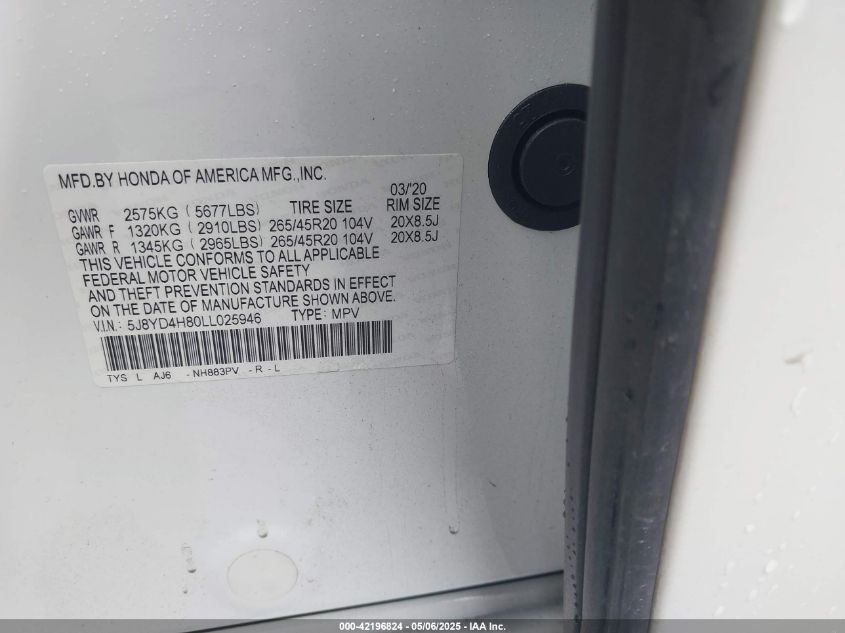 MFD.BY HONDA OF AMERICA MFG.,INC.
03/'20
GVWR 2575KG ( 5677LBS) TIRE SIZE RIM SIZE
GAWR F 1320KG ( 2910LBS) 265/45R20 104V 20X8.5J
GAWR R 1345KG ( 2965LBS) 265/45R20 104V 20X8.5J
THIS VEHICLE CONFORMS TO ALL APPLICABLE
FEDERAL MOTOR VEHICLE SAFETY
AND THEFT PREVENTION STANDARDS IN EFFECT
ON THE DATE OF MANUFACTURE SHOWN ABOVE.
V.I.N.: 5J8YD4H80LL025946 TYPE: MPV
TYS L AJ6 -NH883PV -R -L
000-42196824 - 05/06/2025 - IAA Inc.